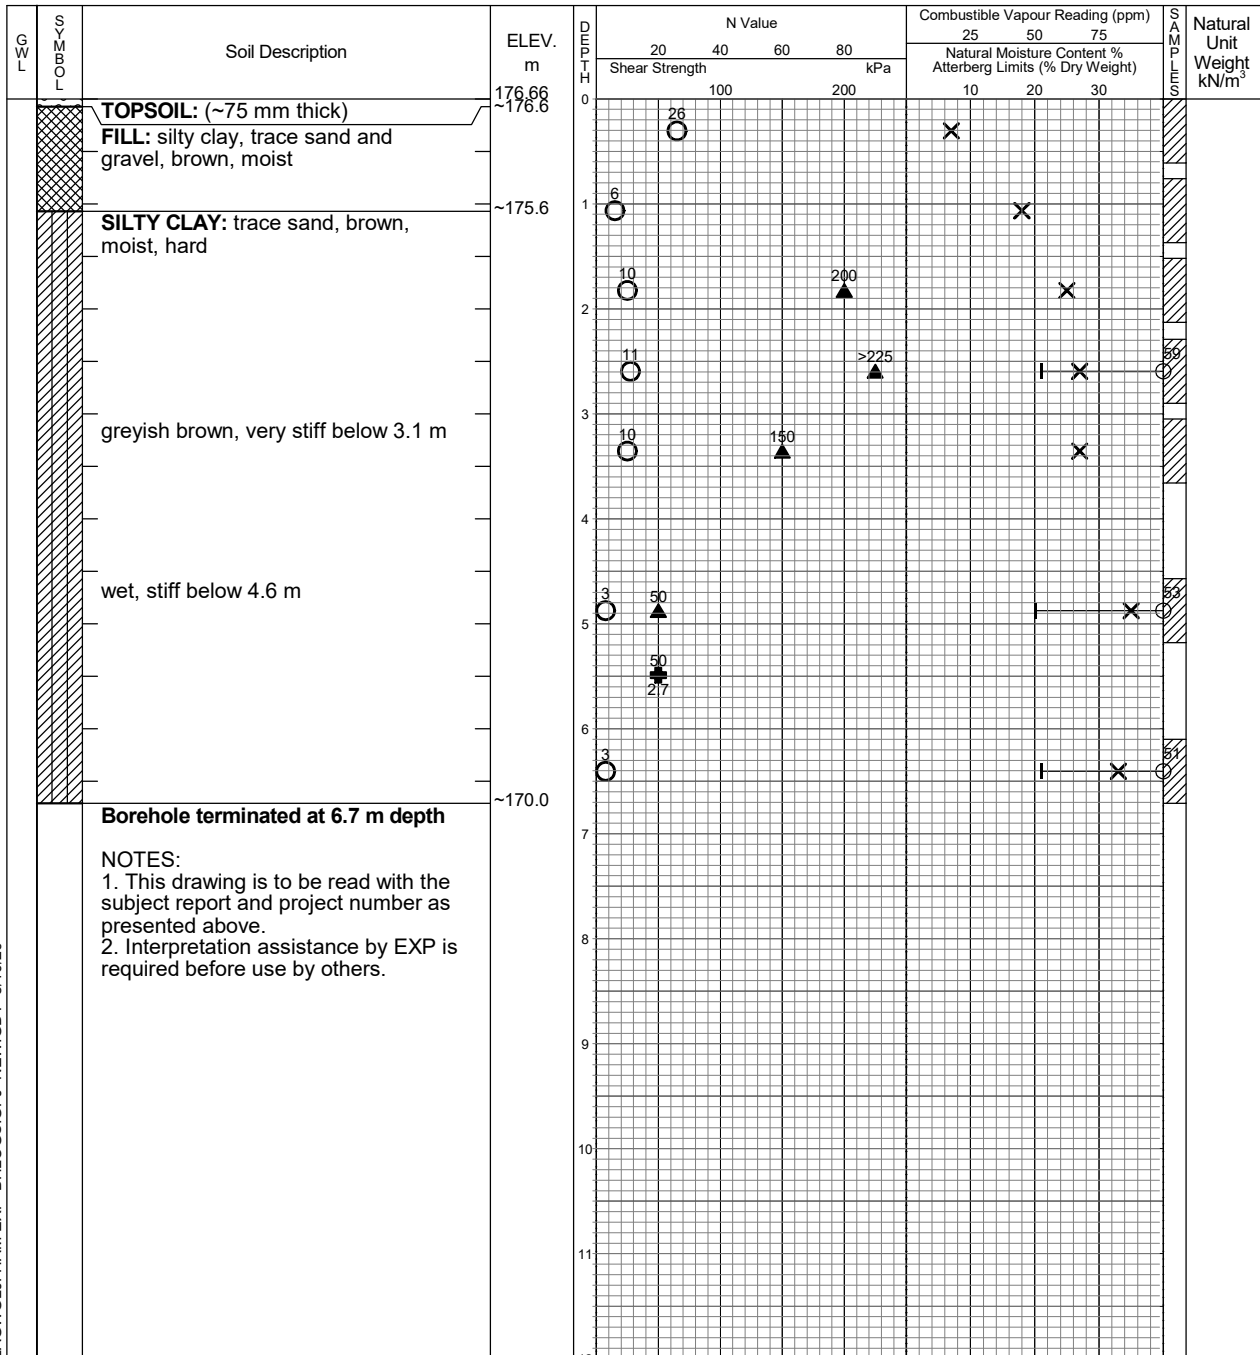 GWL
SYMBOL
Soil Description
ELEV.
m
DEPTH
N Value
20 40 60 80
Shear Strength kPa
100 200
Combustible Vapour Reading (ppm)
25 50 75
Natural Moisture Content %
Atterberg Limits (% Dry Weight)
10 20 30
SAMPLES
Natural
Unit
Weight
kN/m³
176.66
0
TOPSOIL: (~75 mm thick)
~176.6
26
FILL: silty clay, trace sand and
gravel, brown, moist
6
1
~175.6
SILTY CLAY: trace sand, brown,
moist, hard
10
200
2
11
>225
59
3
greyish brown, very stiff below 3.1 m
10
150
4
wet, stiff below 4.6 m
3
50
53
5
50
2.7
6
3
51
~170.0
Borehole terminated at 6.7 m depth
7
NOTES:
1. This drawing is to be read with the
subject report and project number as
presented above.
8
2. Interpretation assistance by EXP is
required before use by others.
9
10
11